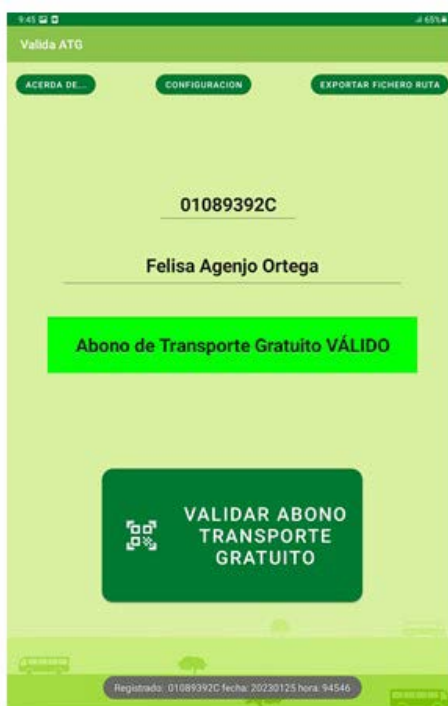 9:45
65%
Valida ATG
ACERDA DE...
CONFIGURACION
EXPORTAR FICHERO RUTA
01089392C
Felisa Agenjo Ortega
Abono de Transporte Gratuito VÁLIDO
VALIDAR ABONO
TRANSPORTE
GRATUITO
Registrado: 01089392C fecha: 20230125 hora: 94546